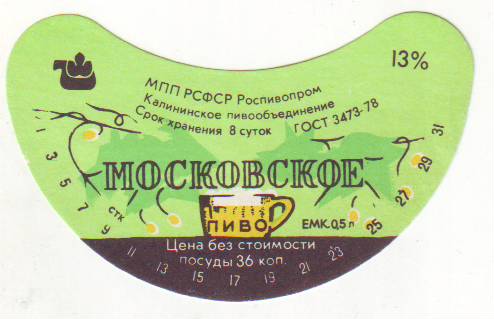 13%
МПП РСФСР Роспивопром
Калининское пивообъединение
Срок хранения 8 суток ГОСТ 3473-78
МОСКОВСКОЕ
ПИВО
стк
ЕМК.0,5 л
Цена без стоимости
посуды 36 коп.
1 3 5 7 9 11 13 15 17 19 21 23 25 27 29 31